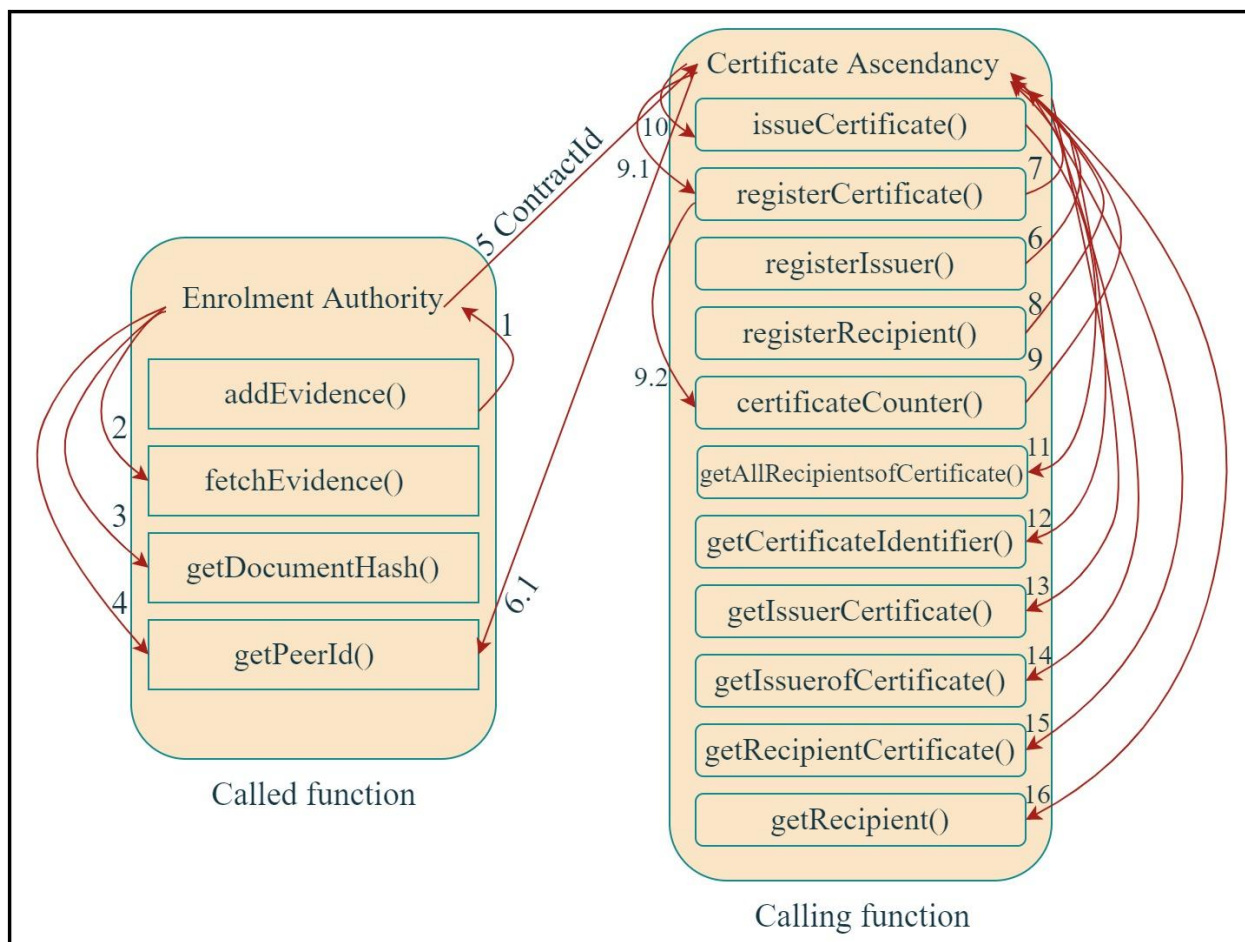 Enrolment Authority
1
addEvidence()
2
fetchEvidence()
3
getDocumentHash()
4
getPeerId()
Called function
5 ContractId
6.1
Certificate Ascendancy
10
issueCertificate()
9.1
7
registerCertificate()
6
registerIssuer()
8
registerRecipient()
9.2
9
certificateCounter()
11
getAllRecipientsofCertificate()
12
getCertificateIdentifier()
13
getIssuerCertificate()
14
getIssuerofCertificate()
15
getRecipientCertificate()
16
getRecipient()
Calling function